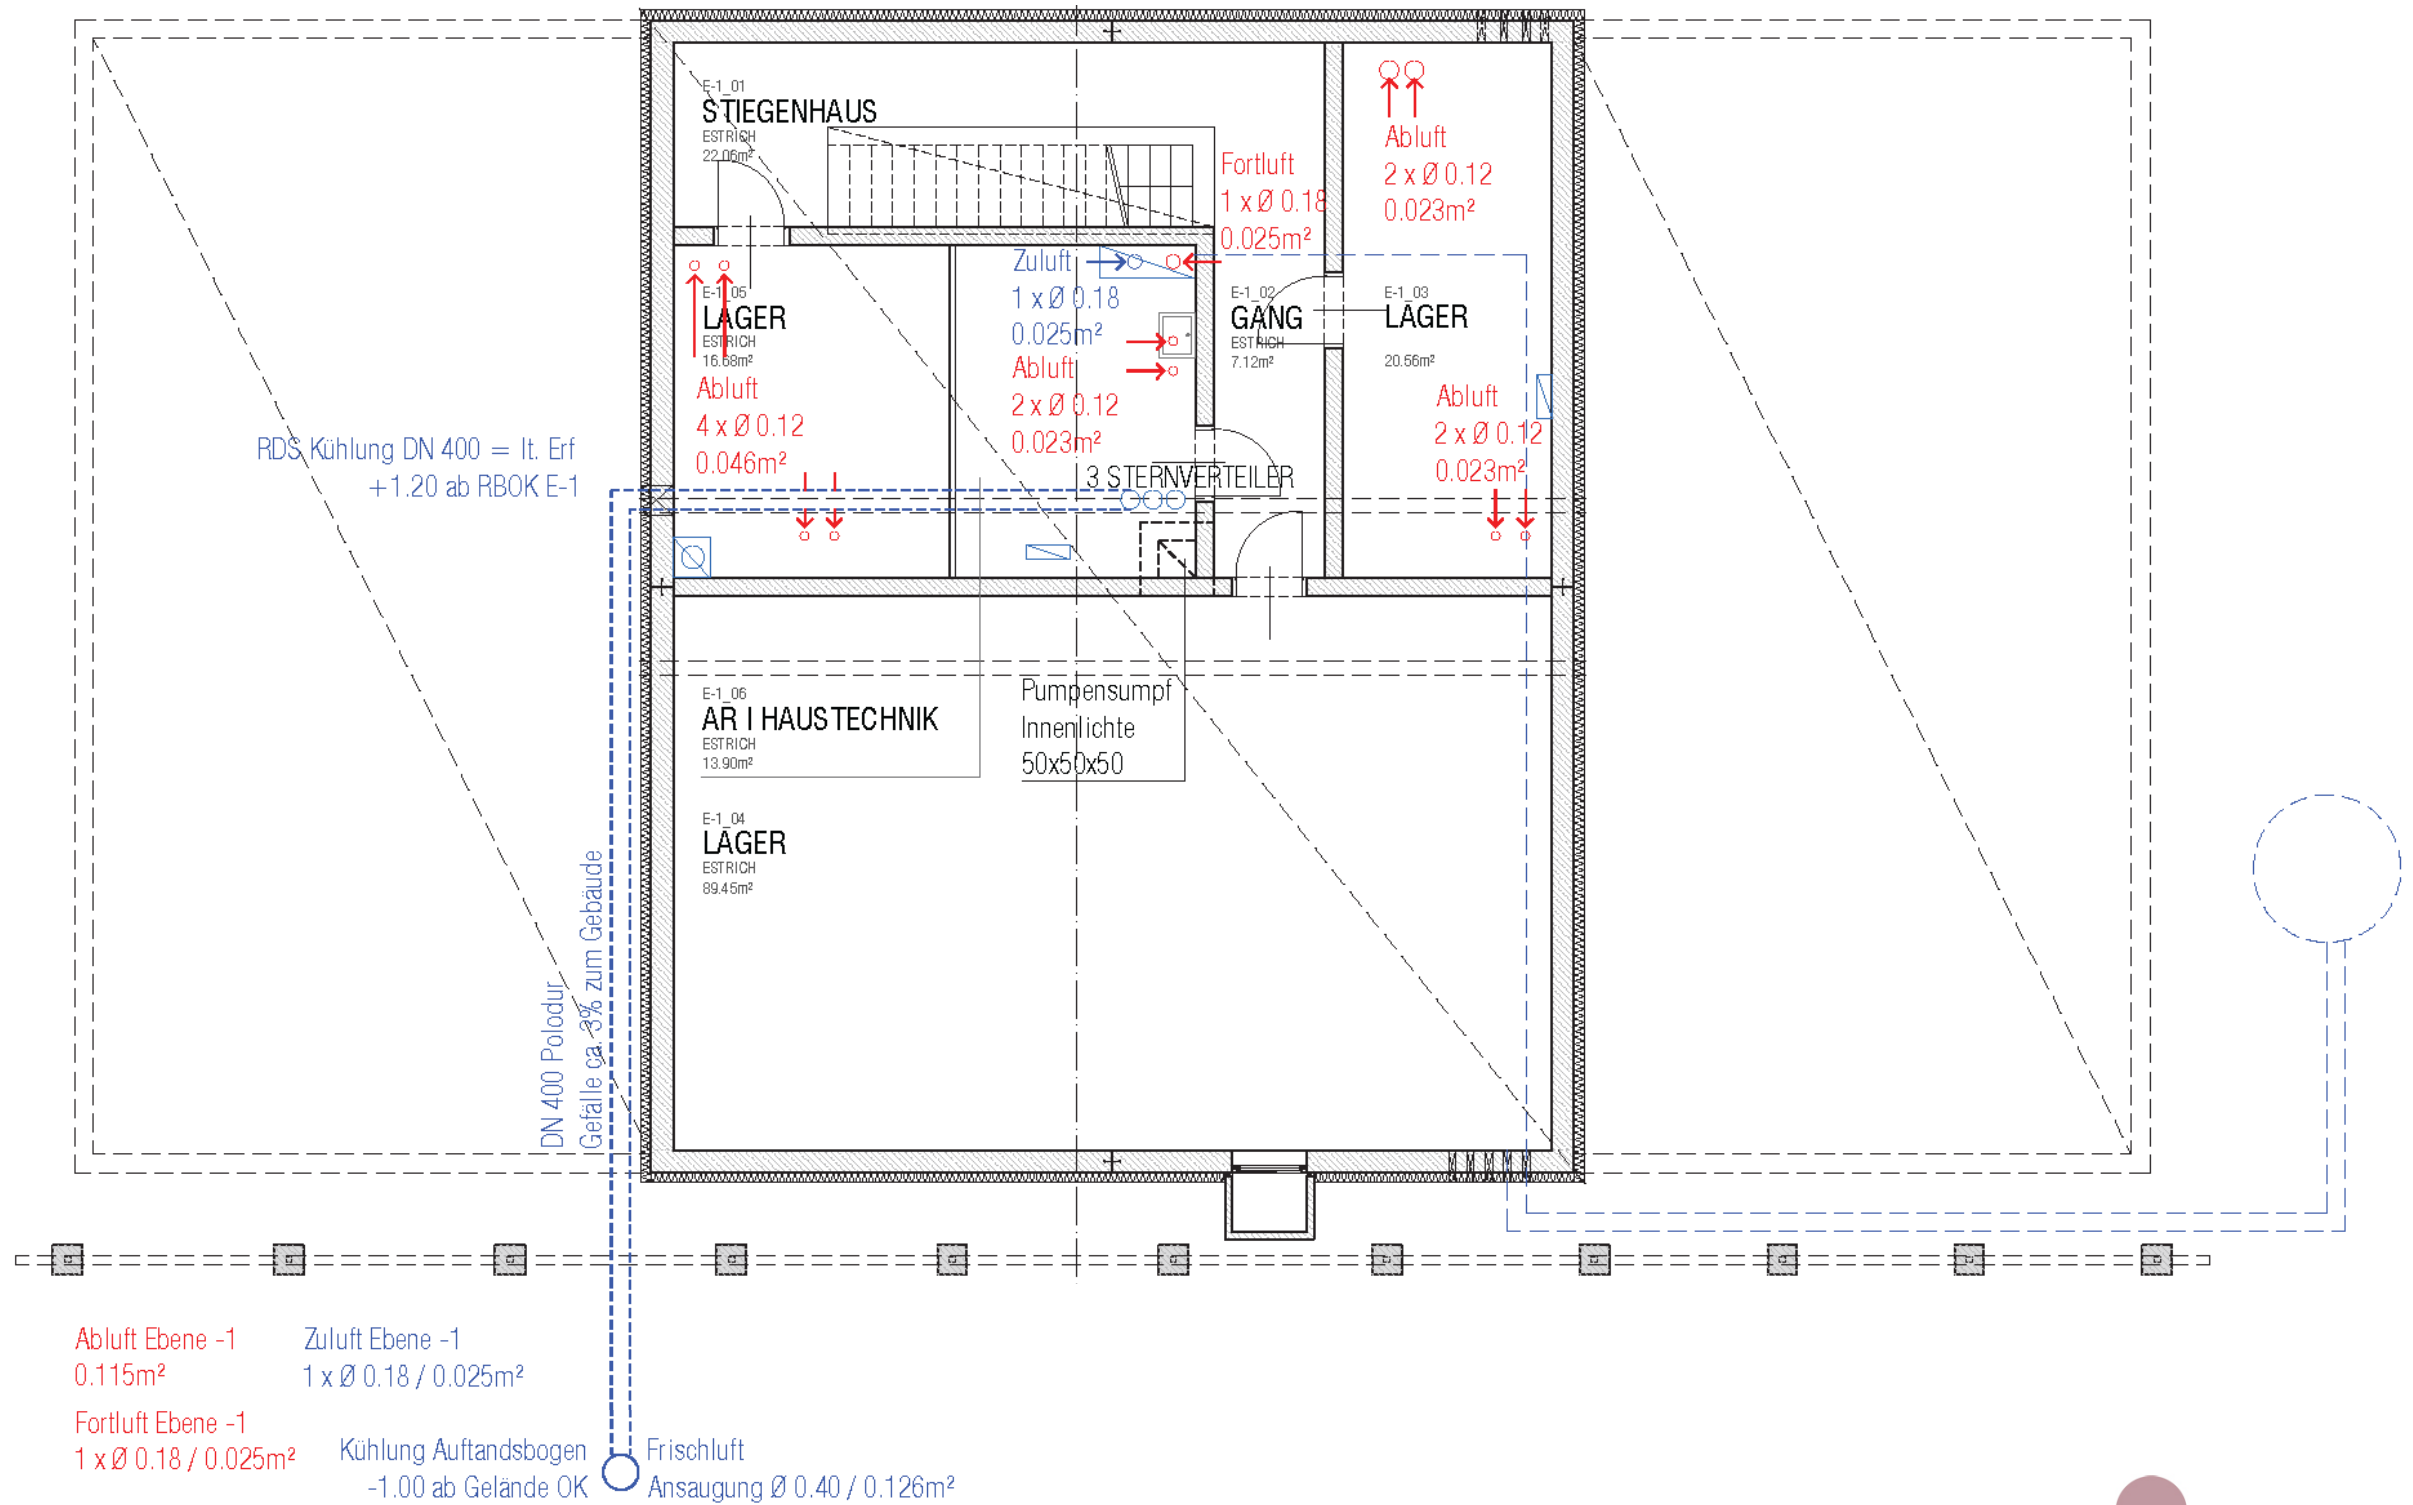 E-1_01
STIEGENHAUS
ESTRICH
22.06m²
Fortluft
1 x Ø 0.18
0.025m²
Abluft
2 x Ø 0.12
0.023m²
E-1_05
LAGER
ESTRICH
16.68m²
Abluft
4 x Ø 0.12
0.046m²
Zuluft
1 x Ø 0.18
0.025m²
Abluft
2 x Ø 0.12
0.023m²
E-1_02
GANG
ESTRICH
7.12m²
E-1_03
LAGER
20.56m²
Abluft
2 x Ø 0.12
0.023m²
3 STERNVERTEILER
RDS Kühlung DN 400 = lt. Erf
+1.20 ab RBOK E-1
E-1_06
AR I HAUSTECHNIK
ESTRICH
13.90m²
Pumpensumpf
Innenlichte
50x50x50
E-1_04
LAGER
ESTRICH
89.45m²
DN 400 Polodur
Gefälle ca. 3% zum Gebäude
Abluft Ebene -1
0.115m²
Zuluft Ebene -1
1 x Ø 0.18 / 0.025m²
Fortluft Ebene -1
1 x Ø 0.18 / 0.025m²
Kühlung Auftandsbogen
-1.00 ab Gelände OK
Frischluft
Ansaugung Ø 0.40 / 0.126m²